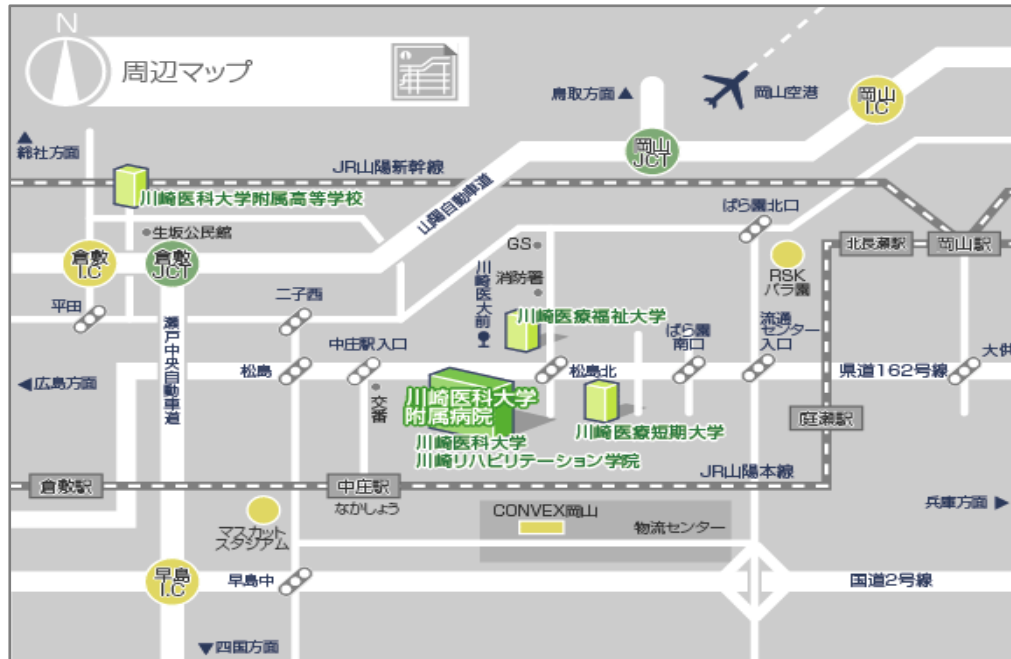 N
周辺マップ
鳥取方面▲
岡山空港
岡山
I.C
▲
総社方面
岡山
JCT
JR山陽新幹線
川崎医科大学附属高等学校
山陽自動車道
ばら園北口
生坂公民館
GS
北長瀬駅
岡山駅
倉敷
I.C
倉敷
JCT
川崎医大前
消防署
RSK
バラ園
平田
二子西
川崎医療福祉大学
瀬戸中央自動車道
中庄駅入口
ばら園
南口
流通
センター
入口
大供
◀広島方面
松島
松島北
県道162号線
交番
川崎医科大学
附属病院
川崎医科大学
川崎リハビリテーション学院
川崎医療短期大学
庭瀬駅
JR山陽本線
倉敷駅
中庄駅
なかしょう
兵庫方面▶
マスカット
スタジアム
CONVEX岡山
物流センター
早島
I.C
早島中
国道2号線
▼四国方面